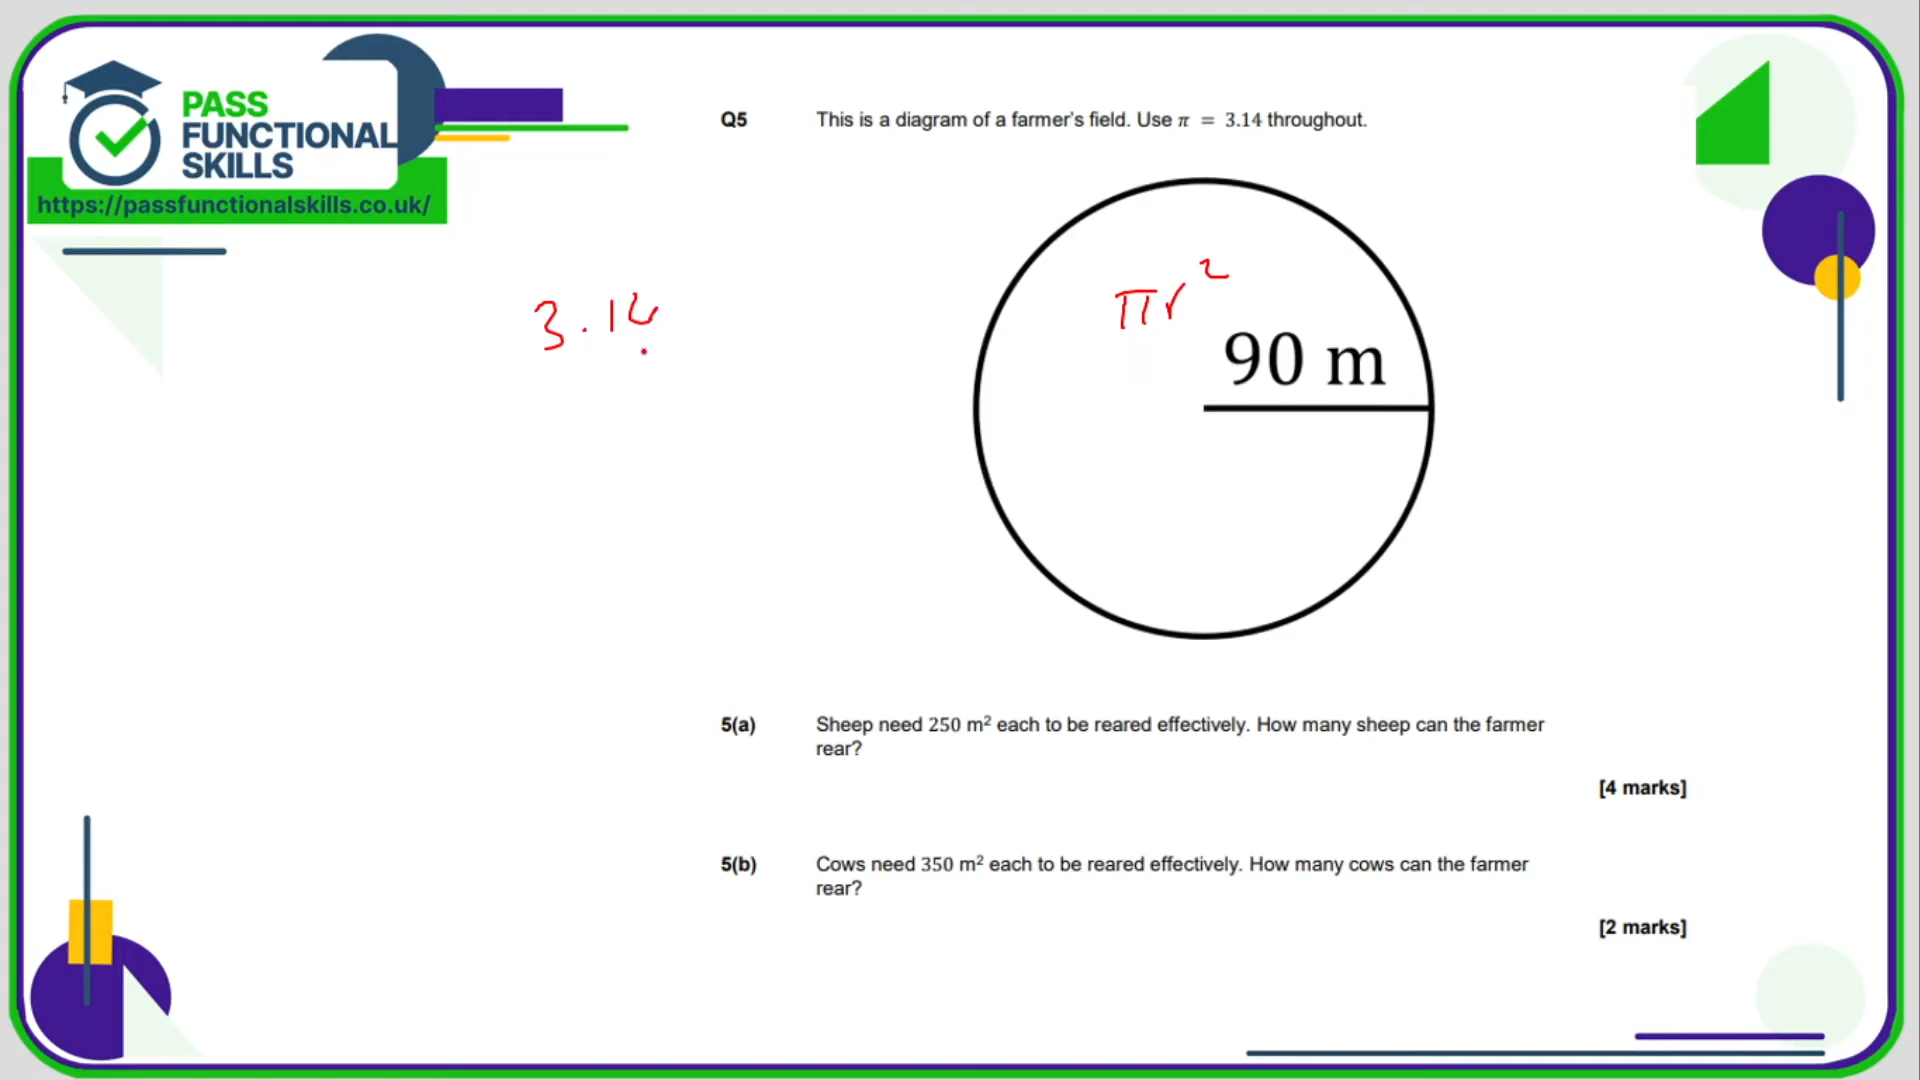 PASS
FUNCTIONAL
SKILLS
https://passfunctionalskills.co.uk/
Q5 This is a diagram of a farmer's field. Use π = 3.14 throughout.
πr²
3.14
90 m
5(a) Sheep need 250 m² each to be reared effectively. How many sheep can the farmer
rear?
[4 marks]
5(b) Cows need 350 m² each to be reared effectively. How many cows can the farmer
rear?
[2 marks]